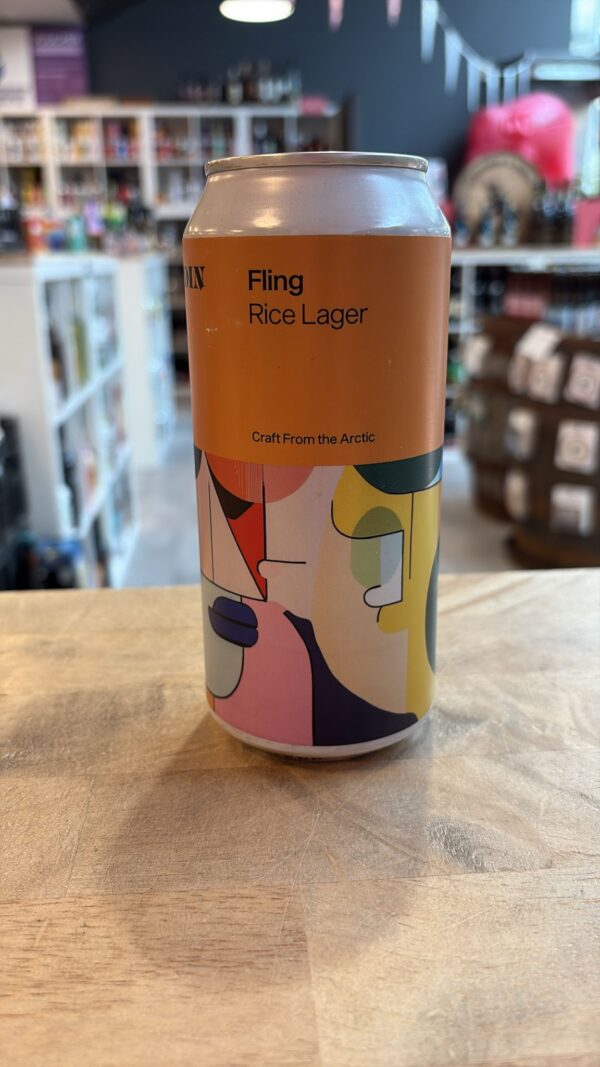 Fling
Rice Lager
Craft From the Arctic